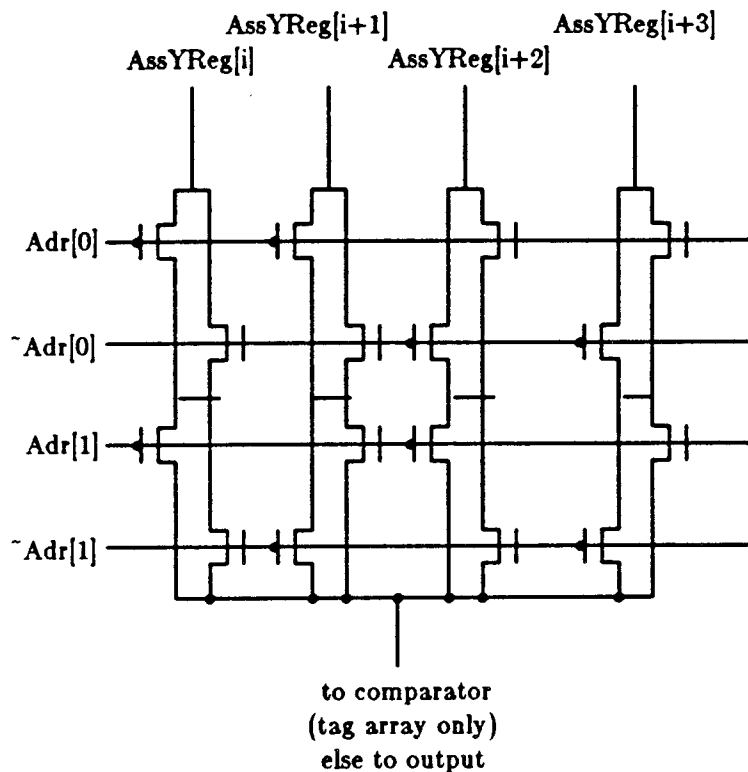 AssYReg[i+1]
AssYReg[i+3]
AssYReg[i]
AssYReg[i+2]
Adr[0]
~Adr[0]
Adr[1]
~Adr[1]
to comparator
(tag array only)
else to output